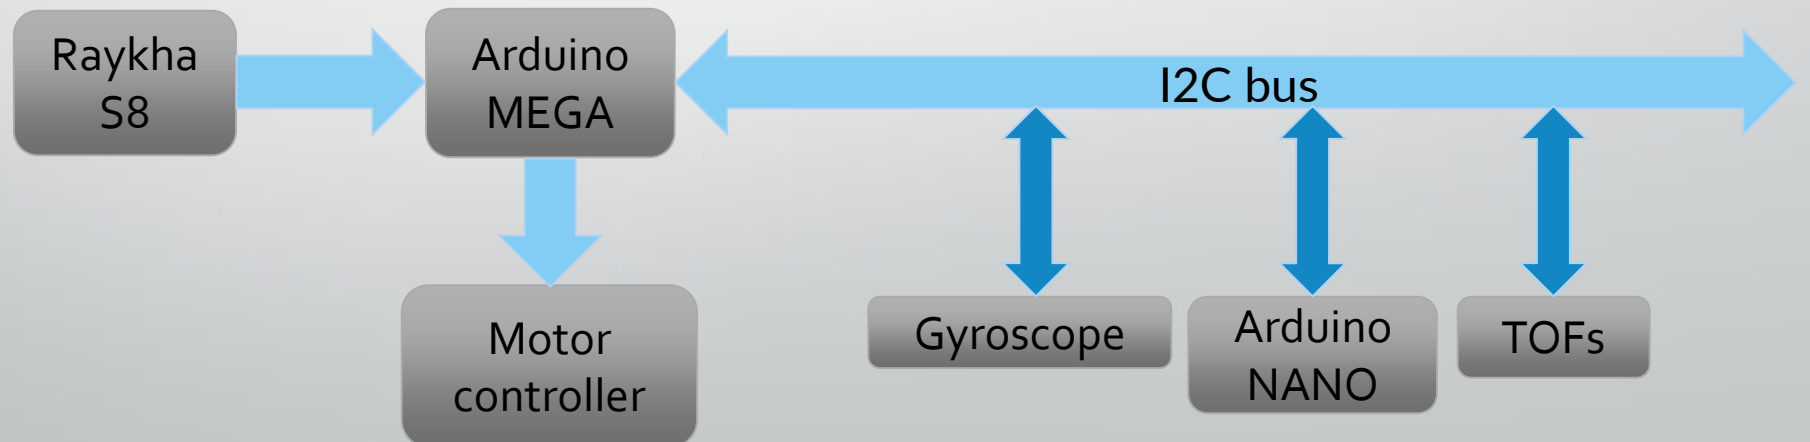 Raykha
S8
Arduino
MEGA
I2C bus
Motor
controller
Gyroscope
Arduino
NANO
TOFs